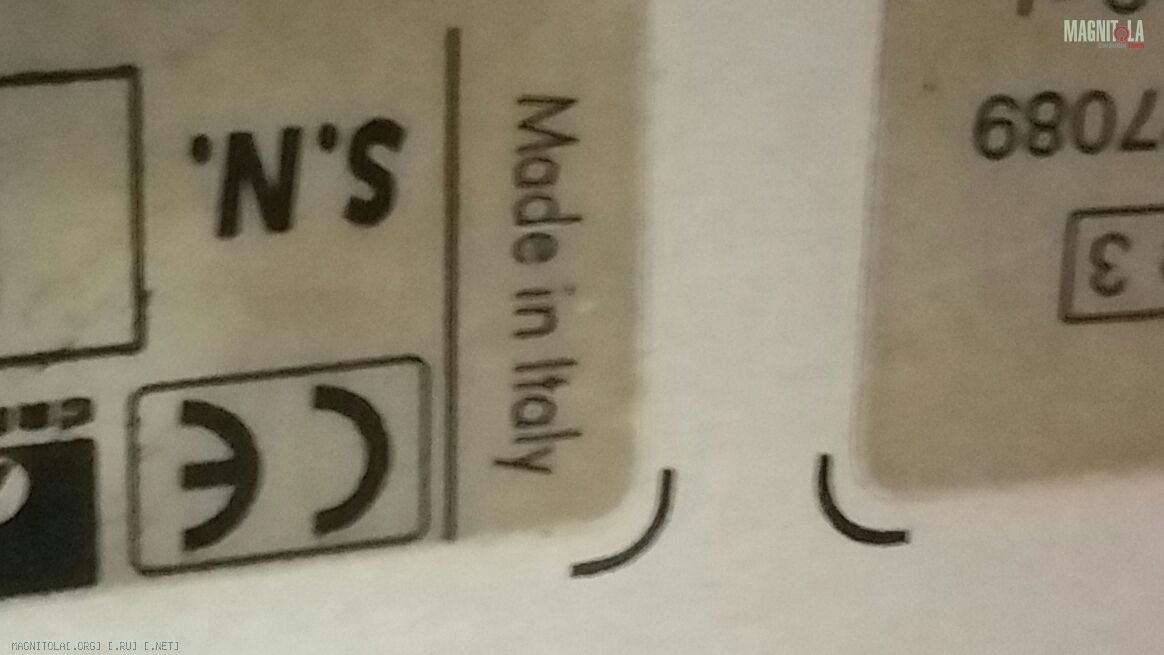 MAGNITOLA
7089
3
S.N.
Made in Italy
CE
MAGNITOLA[.ORG] [.RU] [.NET]